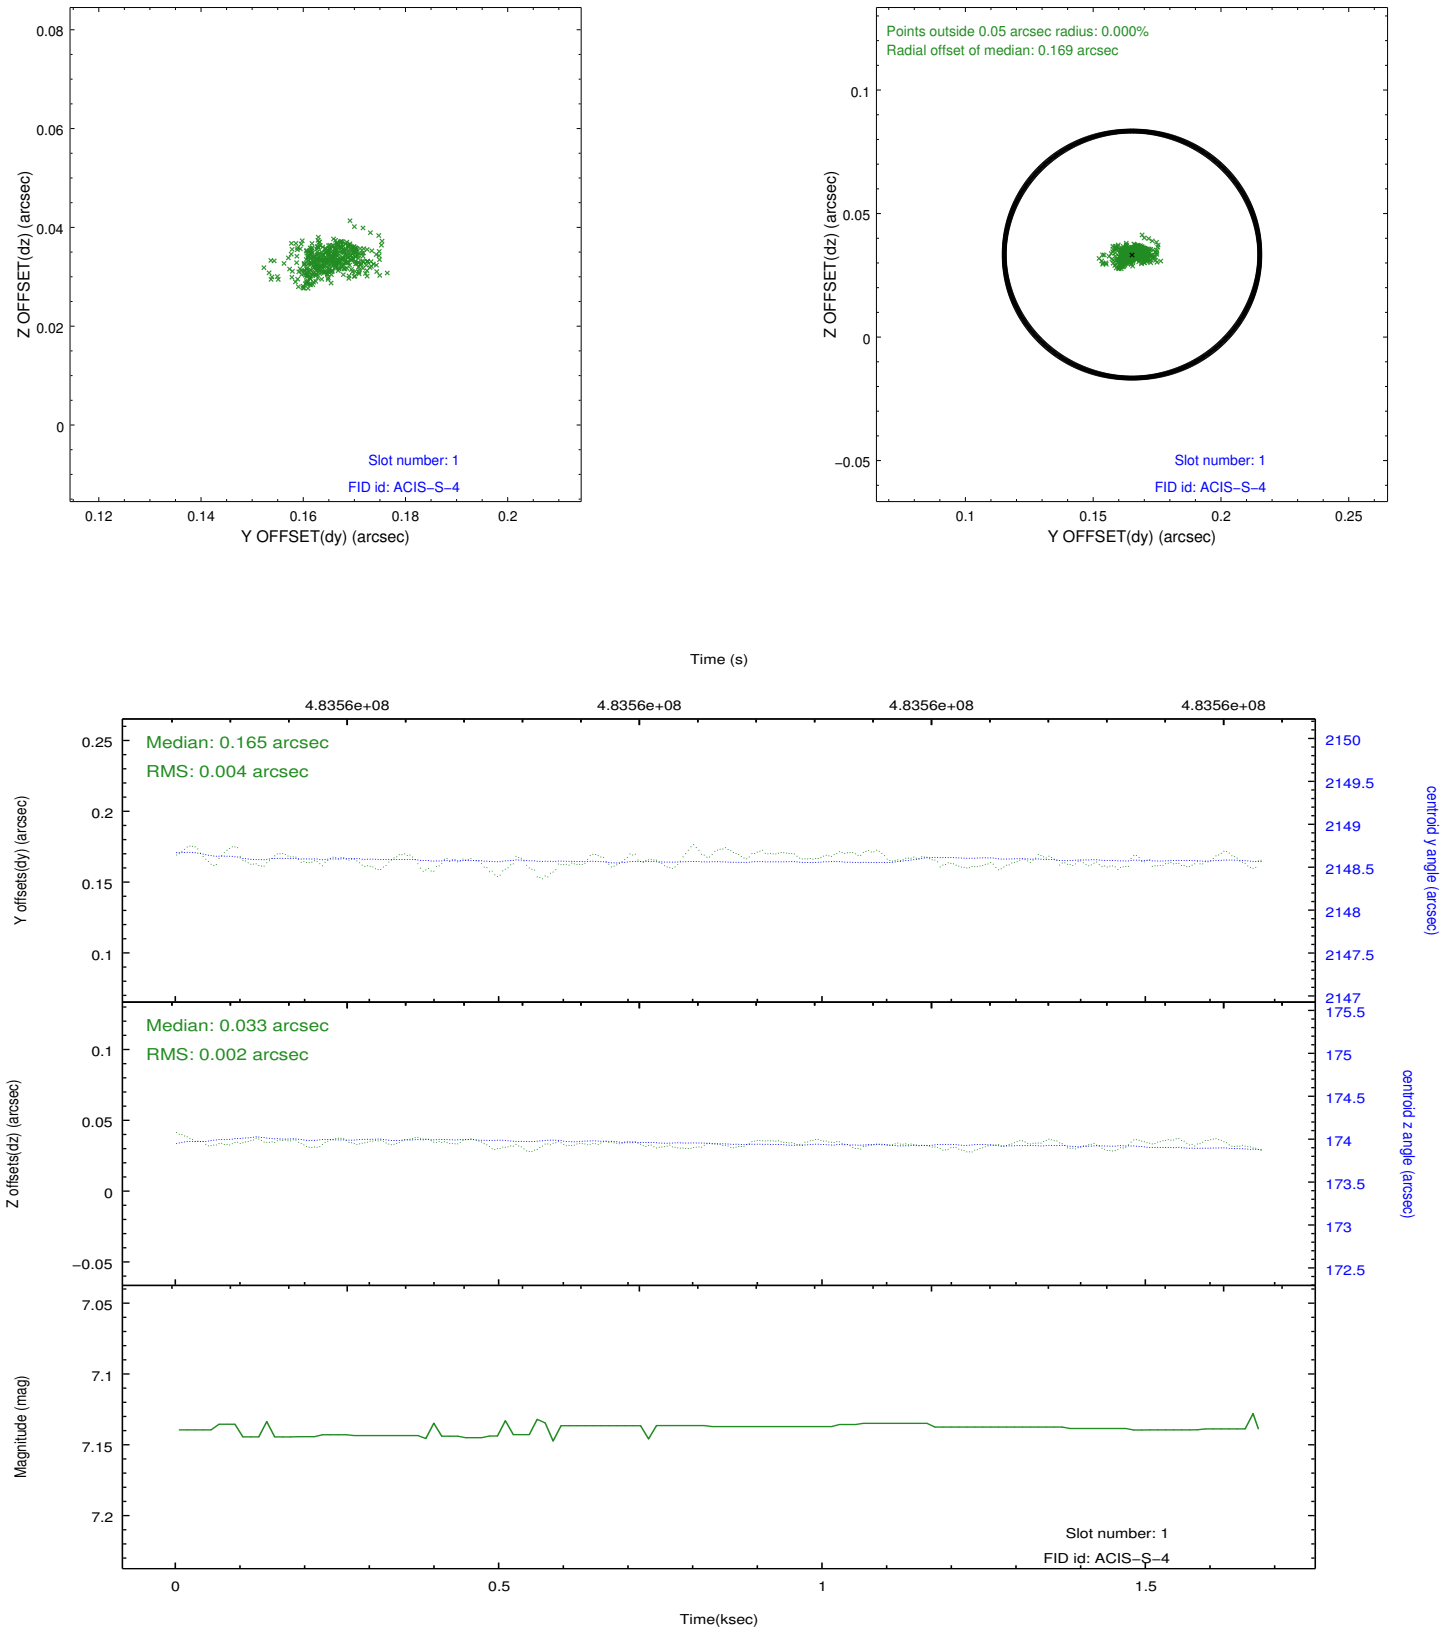 0.08
0.06
0.04
0.02
0
Z OFFSET(dz) (arcsec)
Slot number: 1
FID id: ACIS−S−4
0.12 0.14 0.16 0.18 0.2
Y OFFSET(dy) (arcsec)
Points outside 0.05 arcsec radius: 0.000%
Radial offset of median: 0.169 arcsec
0.1
0.05
0
−0.05
Z OFFSET(dz) (arcsec)
Slot number: 1
FID id: ACIS−S−4
0.1 0.15 0.2 0.25
Y OFFSET(dy) (arcsec)
Time (s)
4.8356e+08 4.8356e+08 4.8356e+08 4.8356e+08
Median: 0.165 arcsec
RMS: 0.004 arcsec
0.25
0.2
0.15
0.1
Y offsets(dy) (arcsec)
2150
2149.5
2149
2148.5
2148
2147.5
2147
centroid y angle (arcsec)
Median: 0.033 arcsec
RMS: 0.002 arcsec
0.1
0.05
0
−0.05
Z offsets(dz) (arcsec)
175.5
175
174.5
174
173.5
173
172.5
centroid z angle (arcsec)
7.05
7.1
7.15
7.2
Magnitude (mag)
Slot number: 1
FID id: ACIS−S−4
0 0.5 1 1.5
Time(ksec)